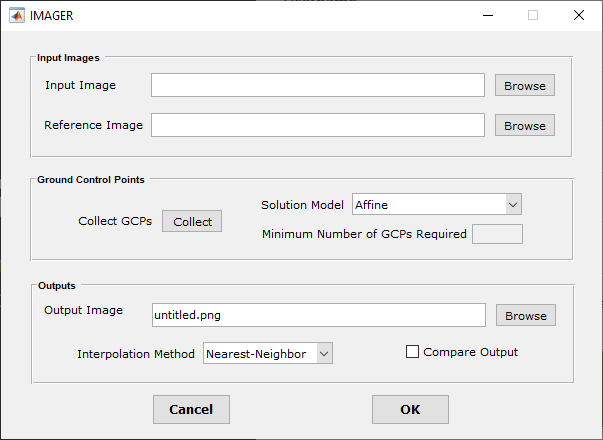 IMAGER
Input Images
Input Image
Browse
Reference Image
Browse
Ground Control Points
Collect GCPs
Collect
Solution Model
Affine
Minimum Number of GCPs Required
Outputs
Output Image
untitled.png
Browse
Interpolation Method
Nearest-Neighbor
Compare Output
Cancel
OK